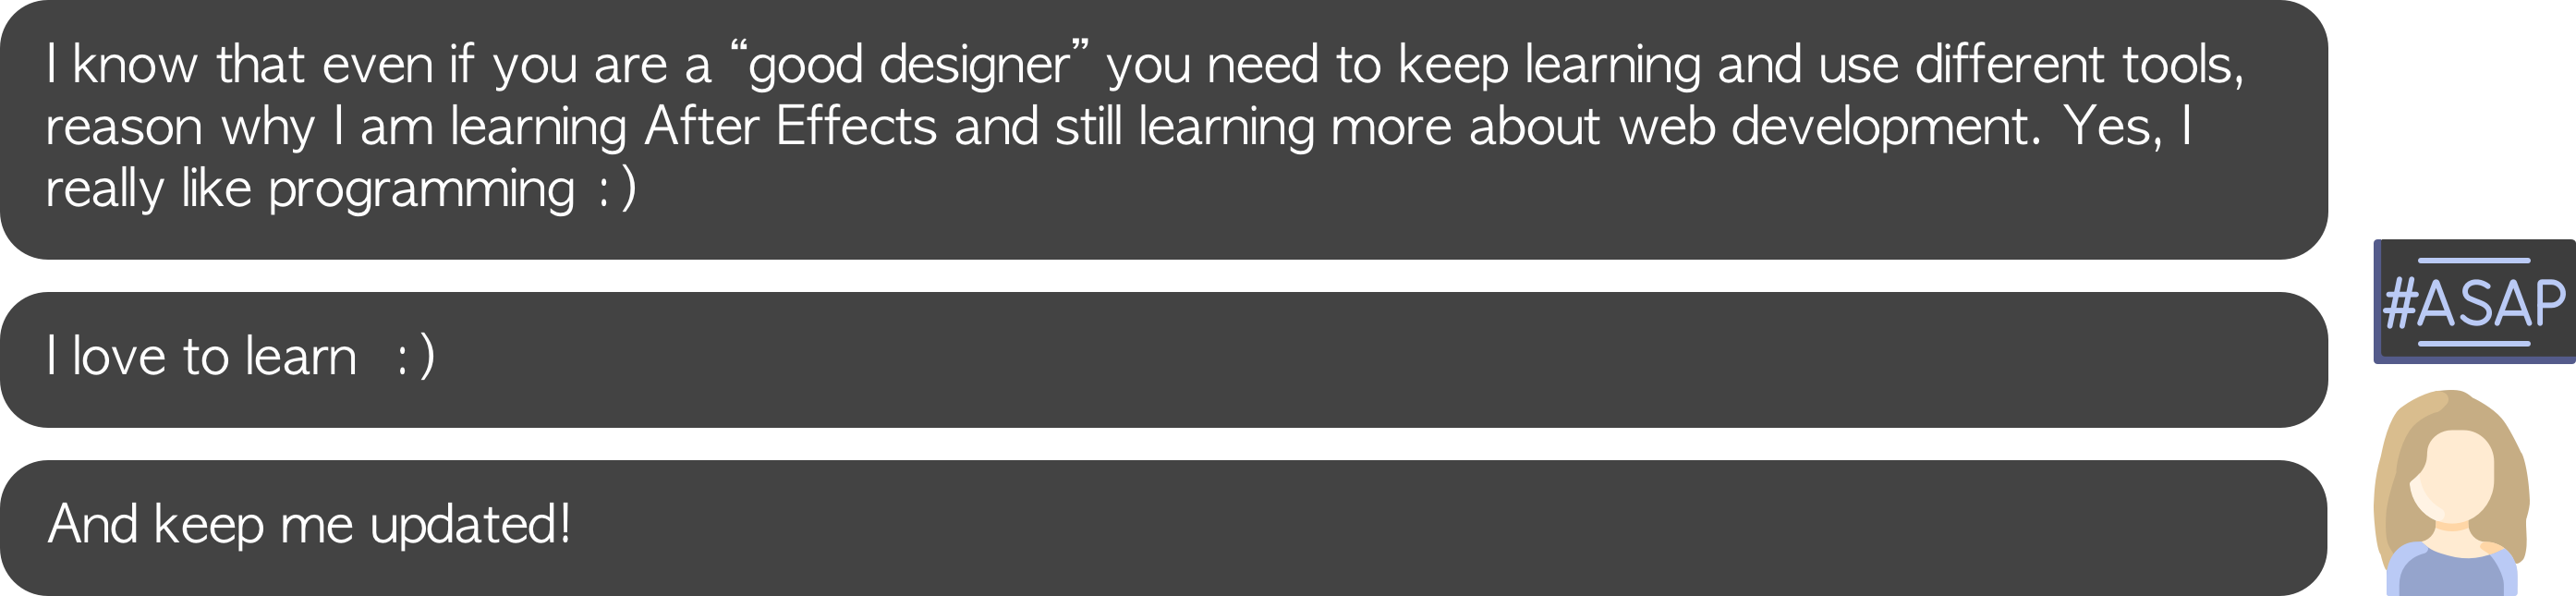 I know that even if you are a “good designer” you need to keep learning and use different tools,
reason why I am learning After Effects and still learning more about web development. Yes, I
really like programming :)
#ASAP
I love to learn :)
And keep me updated!